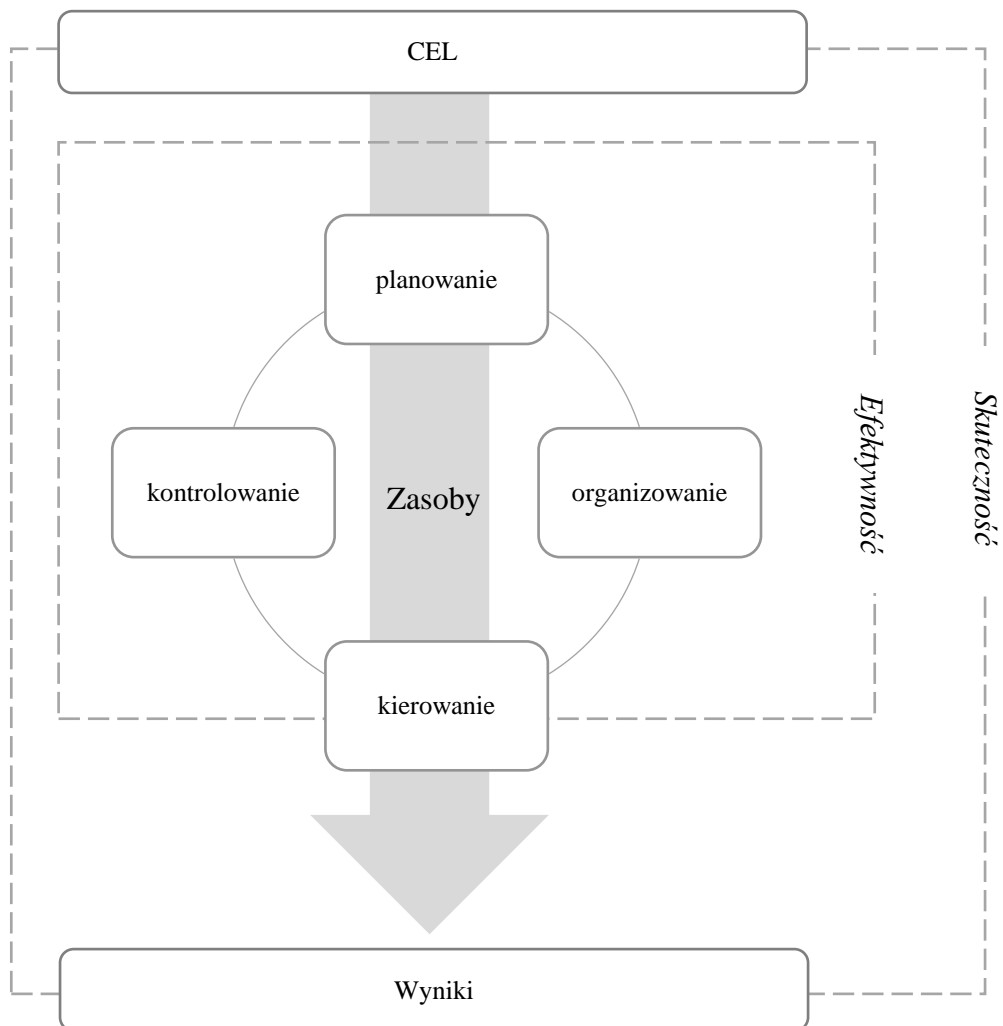 CEL
planowanie
kontrolowanie
Zasoby
organizowanie
Efektywność
Skuteczność
kierowanie
Wyniki